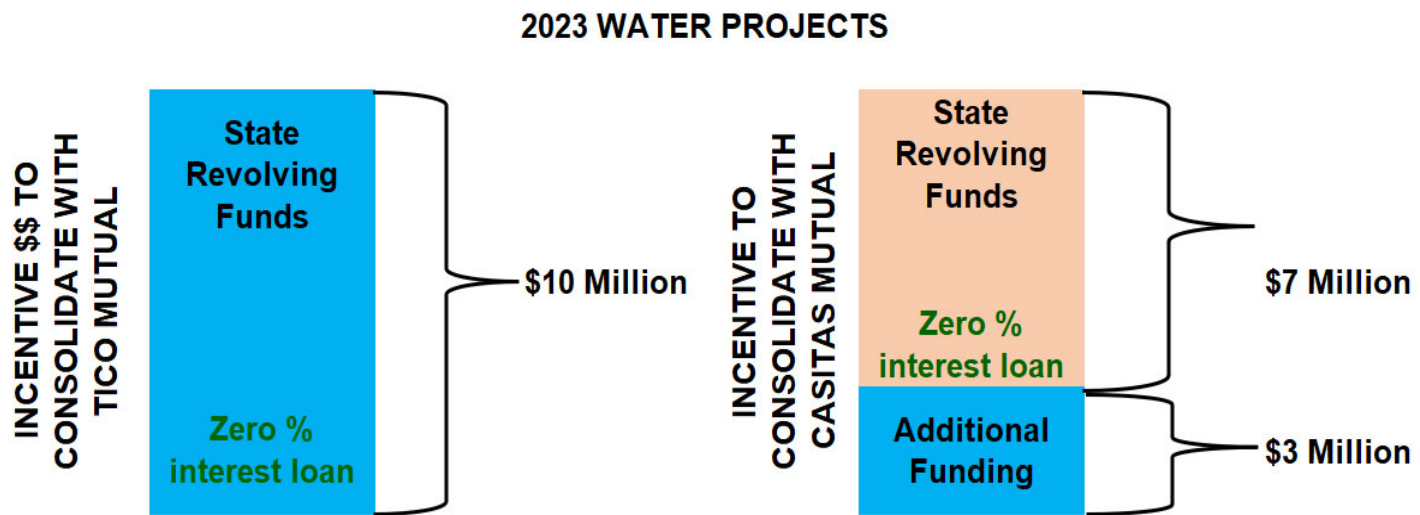 2023 WATER PROJECTS
INCENTIVE $$ TO
CONSOLIDATE WITH
TICO MUTUAL
State
Revolving
Funds
Zero %
interest loan
$10 Million
INCENTIVE TO
CONSOLIDATE WITH
CASITAS MUTUAL
State
Revolving
Funds
Zero %
interest loan
$7 Million
Additional
Funding
$3 Million